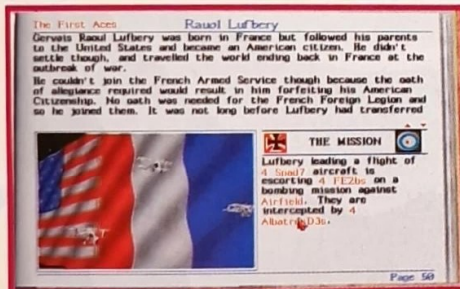 The First Aces
Raoul Lufbery
Gervais Raoul Lufbery was born in France but followed his parents
to the United States and became an American citizen. He didn't
settle though, and travelled the world ending back in France at the
outbreak of war.
He couldn't join the French Armed Service though because the oath
of allegiance required would result in him forfeiting his American
Citizenship. No oath was needed for the French Foreign Legion and
so he joined them. It was not long before Lufbery had transferred
THE MISSION
Lufbery leading a flight of
4 Spad7 aircraft is
escorting 4 FE2bs on a
bombing mission against
Airfield. They are
intercepted by 4
Albatros D3s.
Page 50